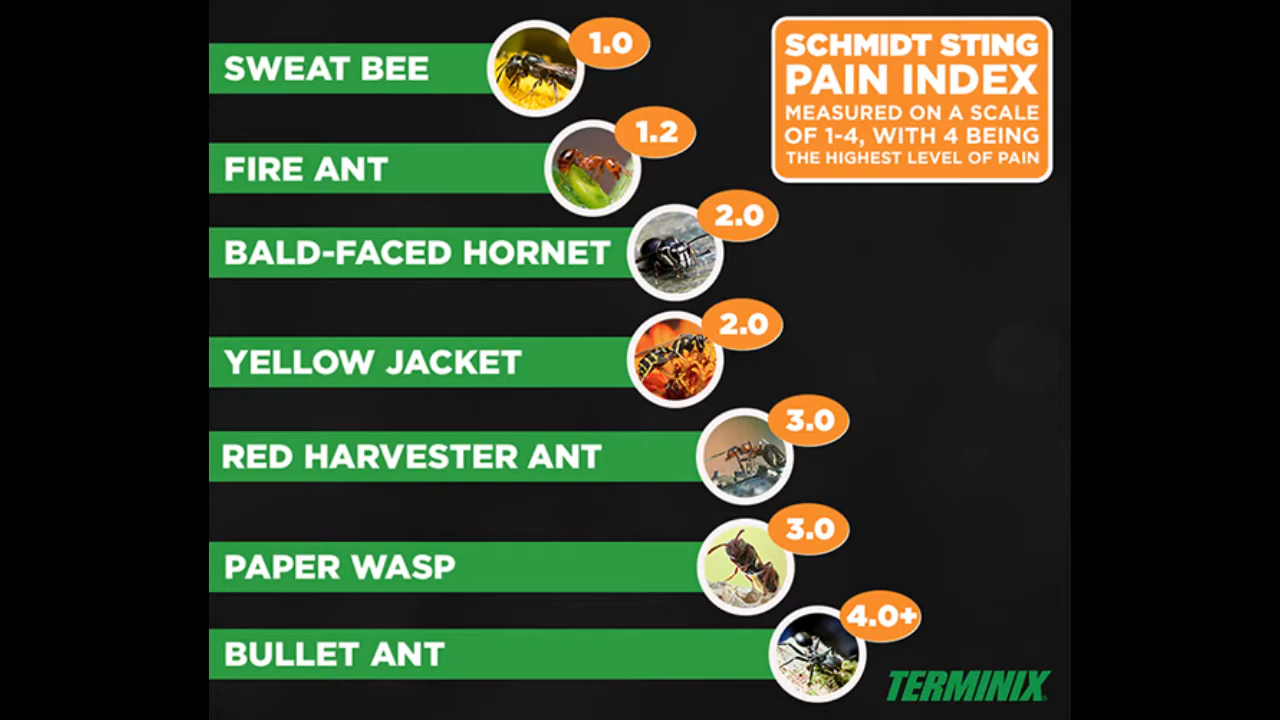 SWEAT BEE
1.0
SCHMIDT STING
PAIN INDEX
MEASURED ON A SCALE
OF 1-4, WITH 4 BEING
THE HIGHEST LEVEL OF PAIN
FIRE ANT
1.2
BALD-FACED HORNET
2.0
YELLOW JACKET
2.0
RED HARVESTER ANT
3.0
PAPER WASP
3.0
BULLET ANT
4.0+
TERMINIX